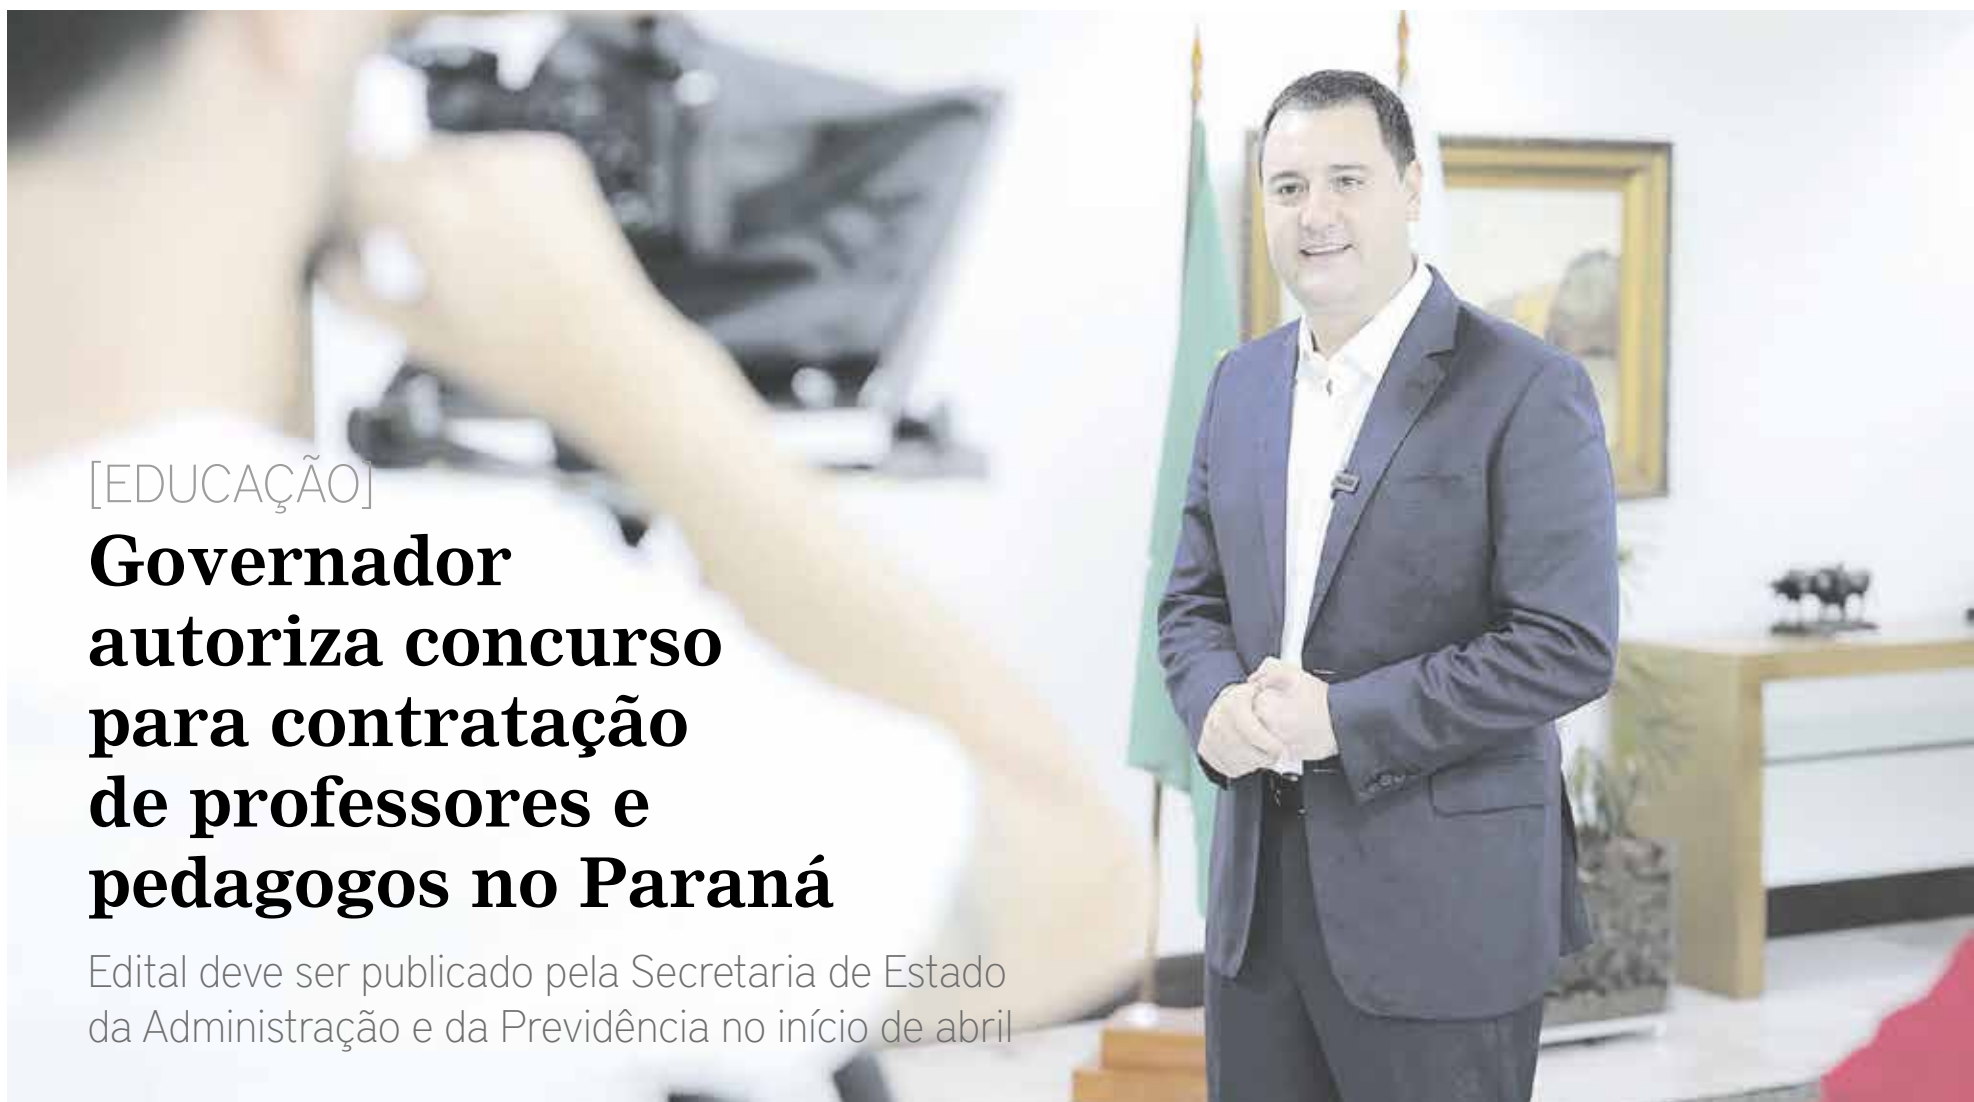 [EDUCAÇÃO]
Governador
autoriza concurso
para contratação
de professores e
pedagogos no Paraná
Edital deve ser publicado pela Secretaria de Estado
da Administração e da Previdência no início de abril